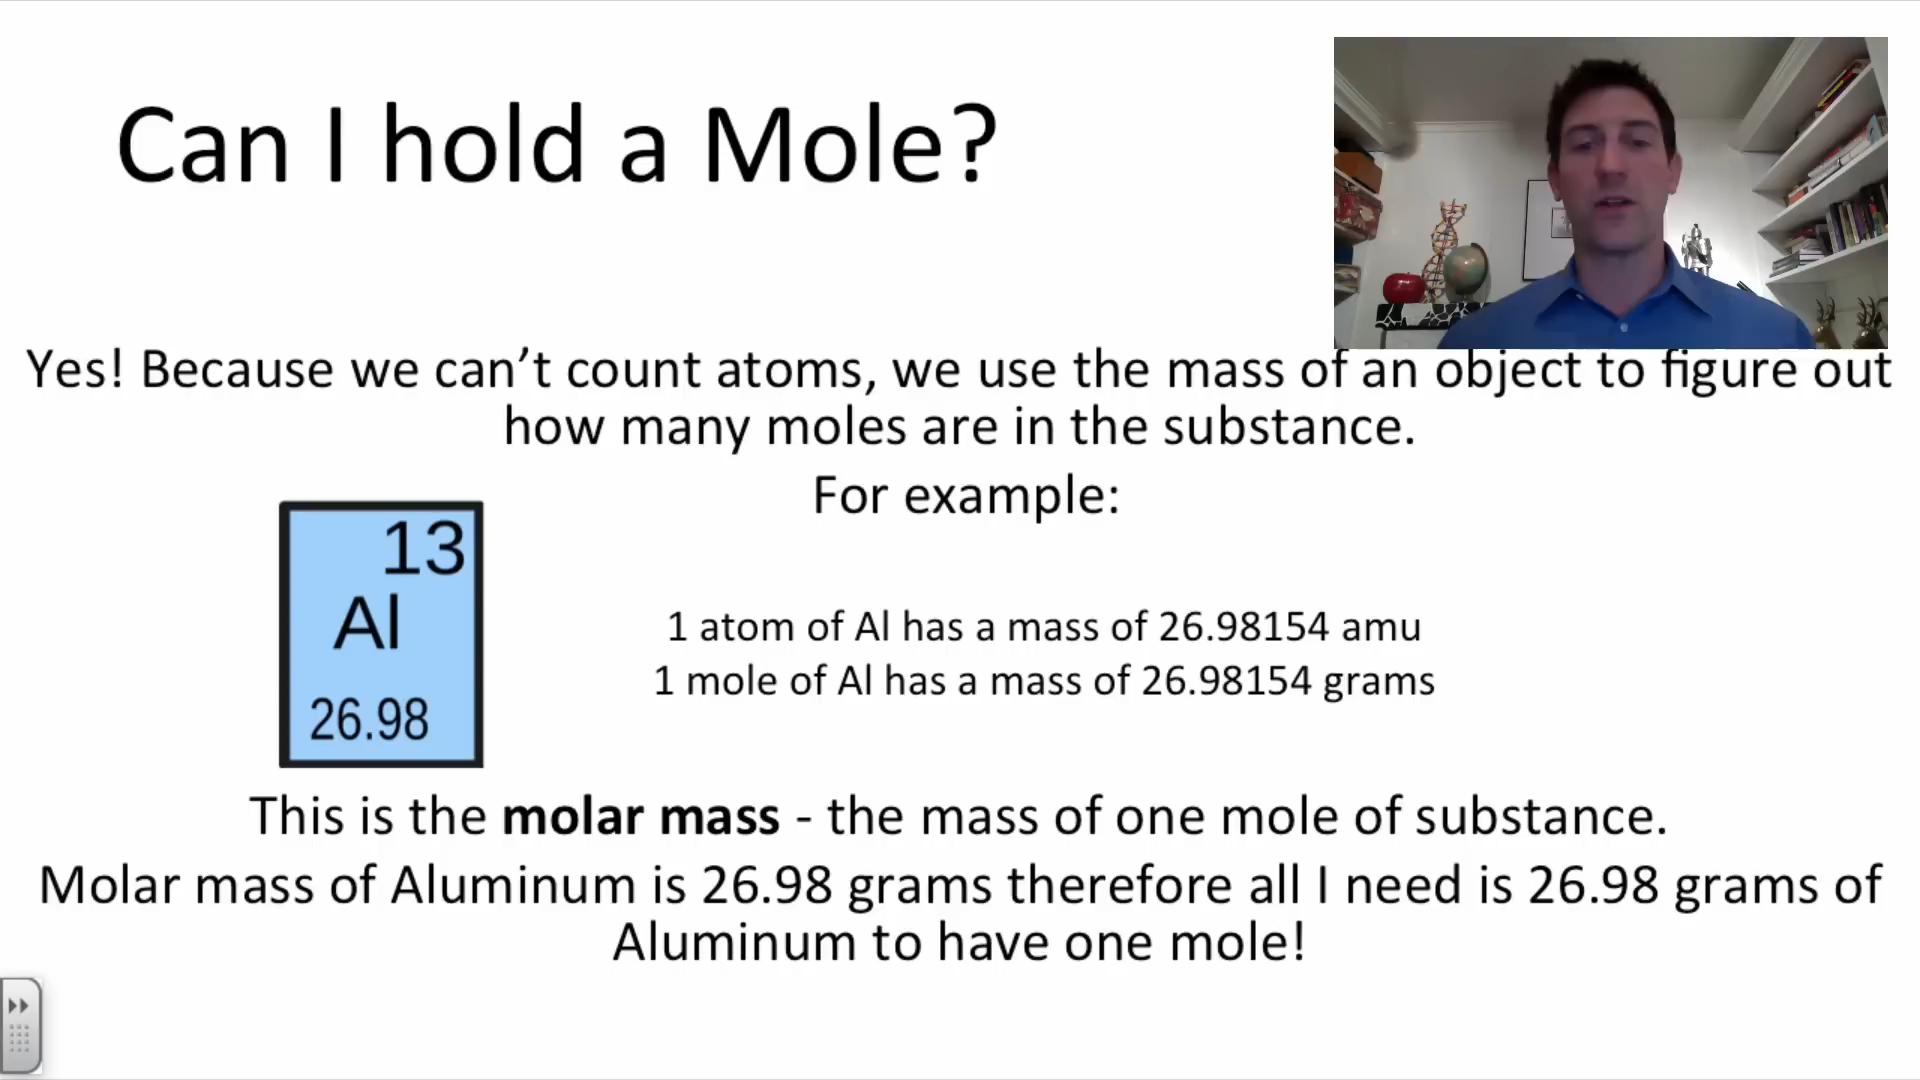 Can I hold a Mole?
Yes! Because we can’t count atoms, we use the mass of an object to figure out
how many moles are in the substance.
For example:
13
Al
26.98
1 atom of Al has a mass of 26.98154 amu
1 mole of Al has a mass of 26.98154 grams
This is the molar mass - the mass of one mole of substance.
Molar mass of Aluminum is 26.98 grams therefore all I need is 26.98 grams of
Aluminum to have one mole!